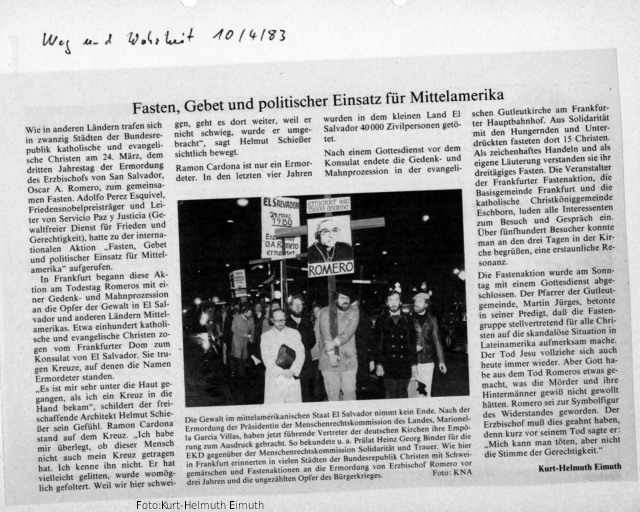 Weg und Wahrheit 10/4/83
Fasten, Gebet und politischer Einsatz für Mittelamerika
Wie in anderen Ländern trafen sich
in zwanzig Städten der Bundesre-
publik katholische und evangeli-
sche Christen am 24. März, dem
dritten Jahrestag der Ermordung
des Erzbischofs von San Salvador,
Oscar A. Romero, zum gemeinsa-
men Fasten. Adolfo Perez Esquivel,
Friedensnobelpreisträger und Lei-
ter von Servicio Paz y Justicia (Ge-
waltfreier Dienst für Frieden und
Gerechtigkeit), hatte zu der interna-
tionalen Aktion „Fasten, Gebet
und politischer Einsatz für Mittel-
amerika" aufgerufen.
In Frankfurt begann diese Ak-
tion am Todestag Romeros mit ei-
ner Gedenk- und Mahnprozession
an die Opfer der Gewalt in El Sal-
vador und anderen Ländern Mittel-
amerikas. Etwa einhundert katholi-
sche und evangelische Christen zo-
gen vom Frankfurter Dom zum
Konsulat von El Salvador. Sie tru-
gen Kreuze, auf denen die Namen
Ermordeter standen.
„Es ist mir sehr unter die Haut ge-
gangen, als ich ein Kreuz in die
Hand bekam", schildert der frei-
schaffende Architekt Helmut Schie-
ßer sein Gefühl. Ramon Cardona
stand auf dem Kreuz. „Ich habe
mir überlegt, ob dieser Mensch
nicht auch mein Kreuz getragen
hat. Ich kenne ihn nicht. Er hat
vielleicht gelitten, wurde womög-
lich gefoltert. Weil wir hier schwei-
gen, geht es dort weiter, weil er
nicht schwieg, wurde er umge-
bracht", sagt Helmut Schießer
sichtlich bewegt.
Ramon Cardona ist nur ein Ermor-
deter. In den letzten vier Jahren
wurden in dem kleinen Land El
Salvador 40000 Zivilpersonen getö-
tet.
Nach einem Gottesdienst vor dem
Konsulat endete die Gedenk- und
Mahnprozession in der evangeli-
EL SALVADOR
24. MÄRZ
1980
O.A. Romero
ermordet
ROMERO
Die Gewalt im mittelamerikanischen Staat El Salvador nimmt kein Ende. Nach der
Ermordung der Präsidentin der Menschenrechtskommission des Landes, Marionel-
la Garcia Villas, haben jetzt führende Vertreter der deutschen Kirchen ihre Empö-
rung zum Ausdruck gebracht. So bekundete u. a. Prälat Heinz Georg Binder für die
EKD gegenüber der Menschenrechtskommission Solidarität und Trauer. Wie hier
in Frankfurt erinnerten in vielen Städten der Bundesrepublik Christen mit Schwei-
gemärschen und Fastenaktionen an die Ermordung von Erzbischof Romero vor
drei Jahren und die ungezählten Opfer des Bürgerkrieges. Foto: KNA
schen Gutleutkirche am Frankfur-
ter Hauptbahnhof. Aus Solidarität
mit den Hungernden und Unter-
drückten fasteten dort 15 Christen.
Als zeichenhaftes Handeln und als
eigene Läuterung verstanden sie ihr
dreitägiges Fasten. Die Veranstalter
der Frankfurter Fastenaktion, die
Basisgemeinde Frankfurt und die
katholische Christköniggemeinde
Eschborn, luden alle Interessenten
zum Besuch und Gespräch ein.
Über fünfhundert Besucher konnte
man an den drei Tagen in der Kir-
che begrüßen, eine erstaunliche Re-
sonanz.
Die Fastenaktion wurde am Sonn-
tag mit einem Gottesdienst abge-
schlossen. Der Pfarrer der Gutleut-
gemeinde, Martin Jürges, betonte
in seiner Predigt, daß die Fasten-
gruppe stellvertretend für alle Chri-
sten auf die skandalöse Situation in
Lateinamerika aufmerksam mache.
Der Tod Jesu vollziehe sich auch
heute immer wieder. Aber Gott ha-
be aus dem Tod Romeros etwas ge-
macht, was die Mörder und ihre
Hintermänner gewiß nicht gewollt
hätten. Romero sei zur Symbolfigur
des Widerstandes geworden. Der
Erzbischof muß dies geahnt haben,
denn kurz vor seinem Tod sagte er:
„Mich kann man töten, aber nicht
die Stimme der Gerechtigkeit."
Kurt-Helmuth Eimuth
Foto:Kurt-Helmuth Eimuth